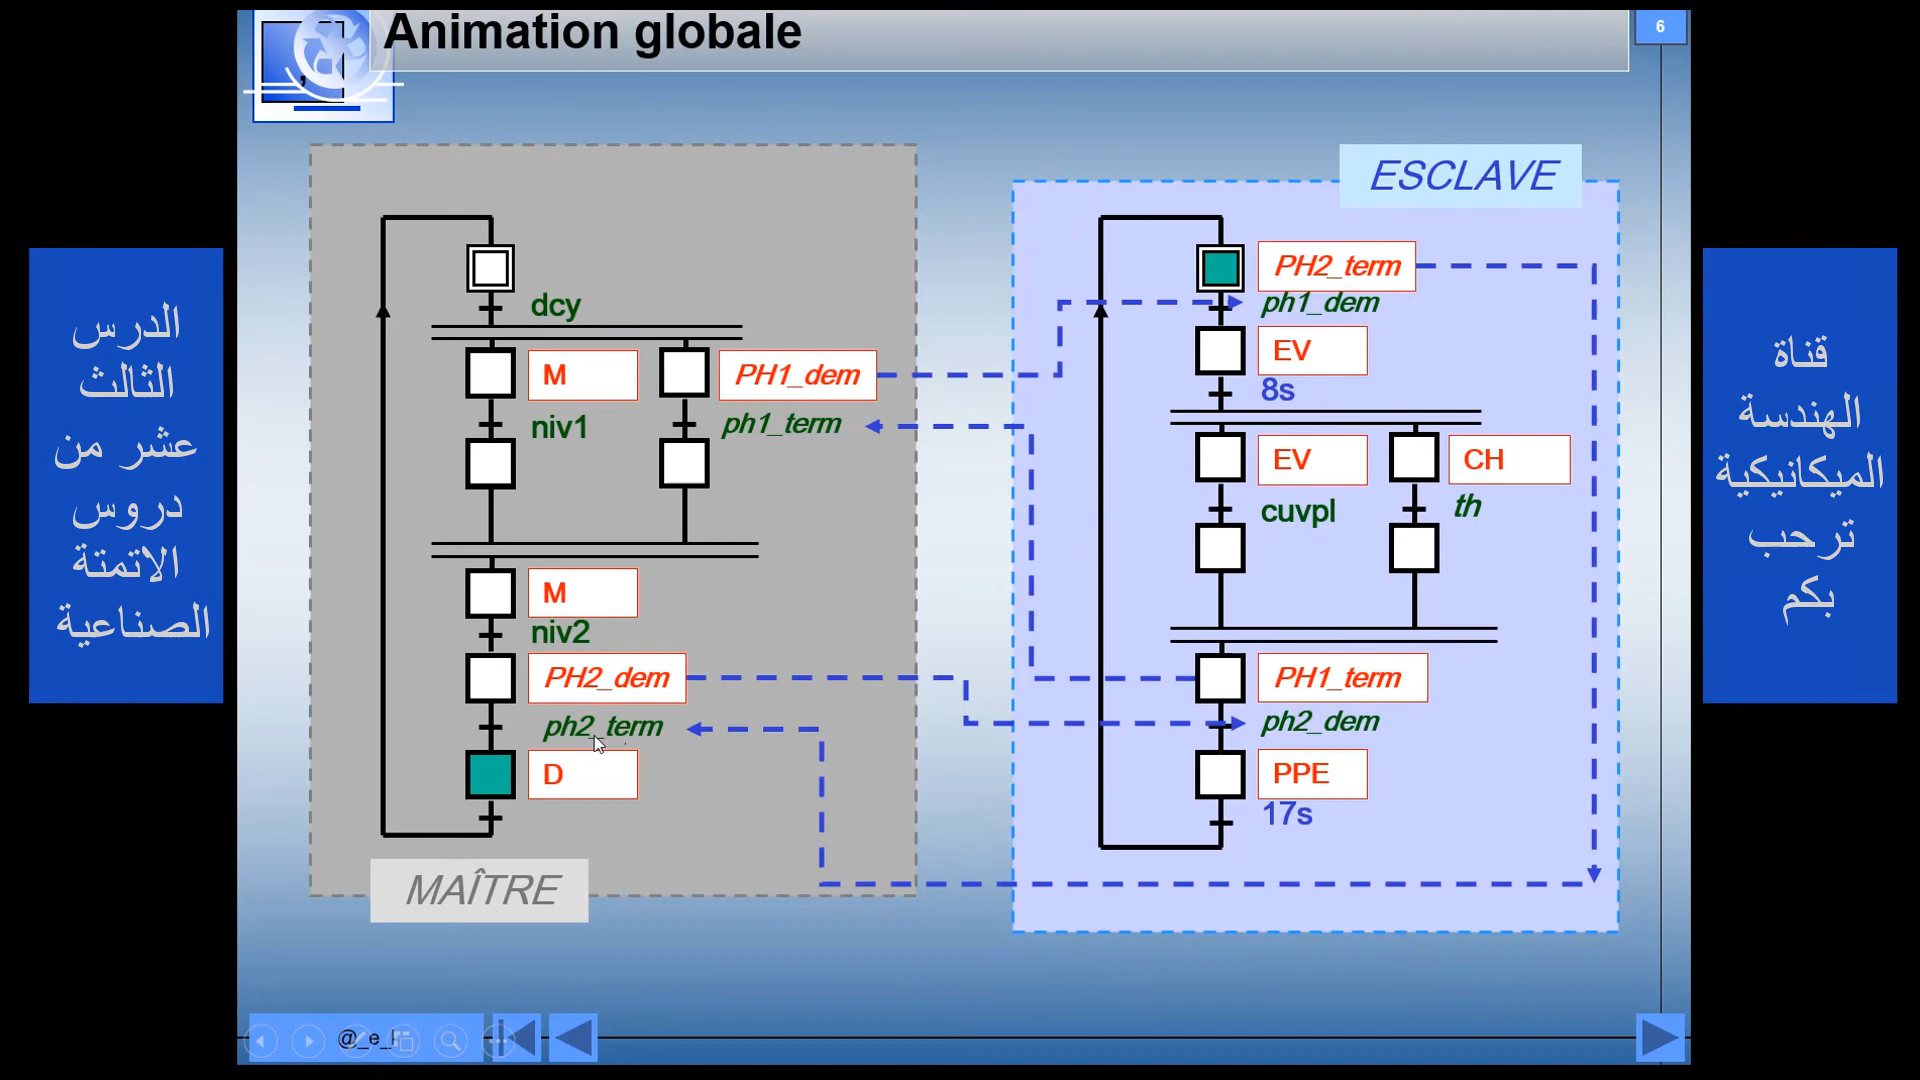 Animation globale
6
الدرس
الثالث
عشر من
دروس
الاتمتة
الصناعية
dcy
M
PH1_dem
niv1
ph1_term
M
niv2
PH2_dem
ph2_term
D
MAÎTRE
ESCLAVE
PH2_term
ph1_dem
EV
8s
EV
CH
cuvpl
th
PH1_term
ph2_dem
PPE
17s
قناة
الهندسة
الميكانيكية
ترحب
بكم